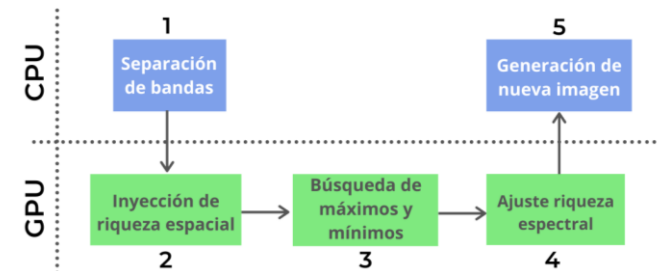 1
5
CPU
Separación
de bandas
Generación de
nueva imagen
GPU
Inyección de
riqueza espacial
Búsqueda de
máximos y
mínimos
Ajuste riqueza
espectral
2
3
4